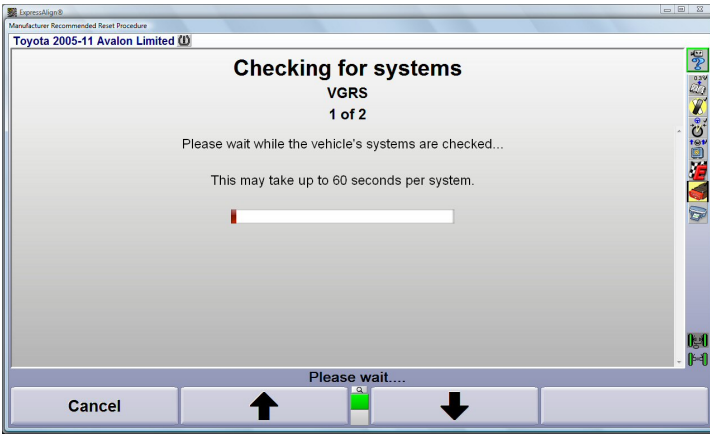 ExpressAlign®
Manufacturer Recommended Reset Procedure
Toyota 2005-11 Avalon Limited
Checking for systems
VGRS
1 of 2
Please wait while the vehicle's systems are checked...
This may take up to 60 seconds per system.
Please wait....
Cancel